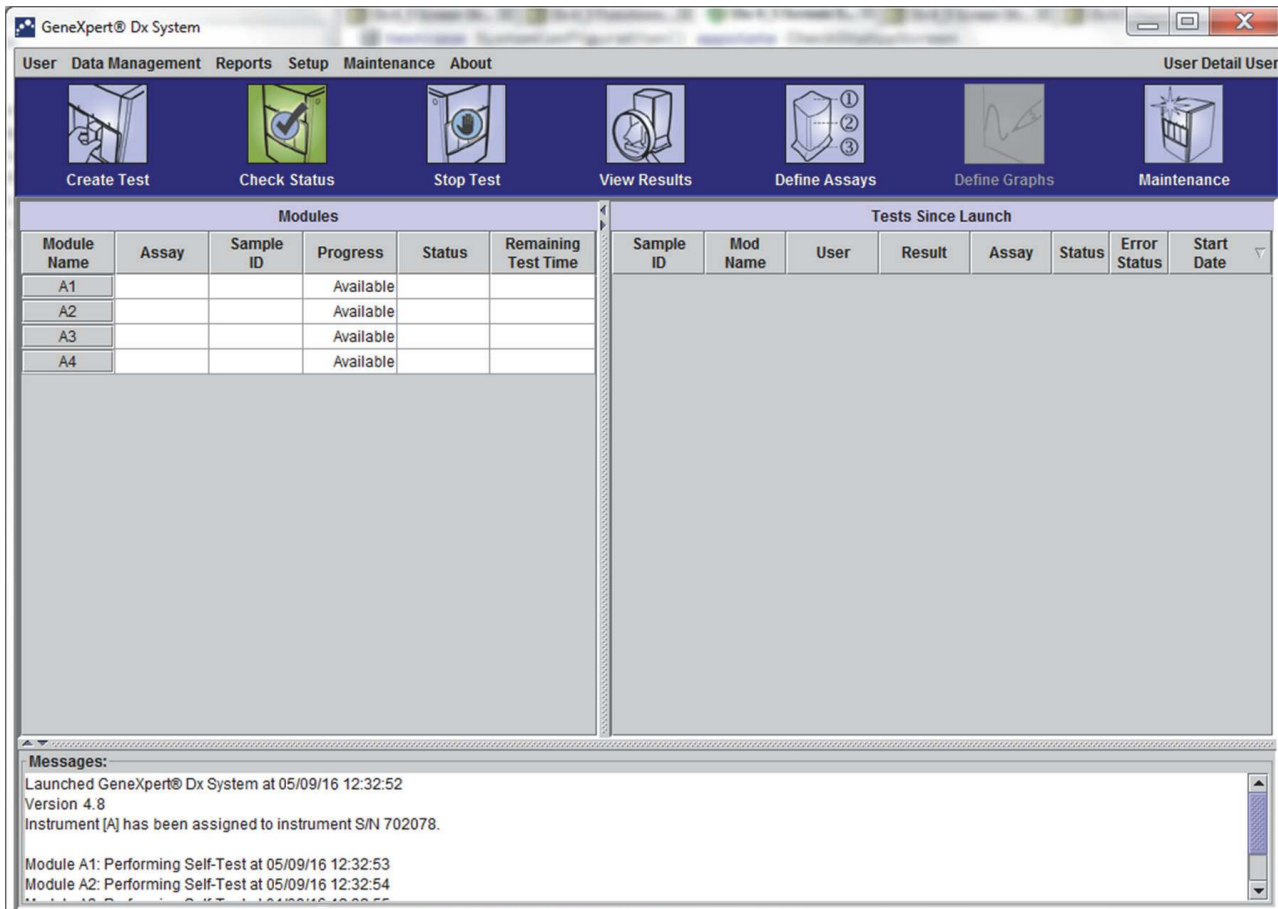 GeneXpert® Dx System
User Data Management Reports Setup Maintenance About User Detail User
Create Test Check Status Stop Test View Results Define Assays Define Graphs Maintenance
① ② ③
Modules
Module Name Assay Sample ID Progress Status Remaining Test Time
A1 Available
A2 Available
A3 Available
A4 Available
Tests Since Launch
Sample ID Mod Name User Result Assay Status Error Status Start Date
Messages:
Launched GeneXpert® Dx System at 05/09/16 12:32:52
Version 4.8
Instrument [A] has been assigned to instrument S/N 702078.
Module A1: Performing Self-Test at 05/09/16 12:32:53
Module A2: Performing Self-Test at 05/09/16 12:32:54